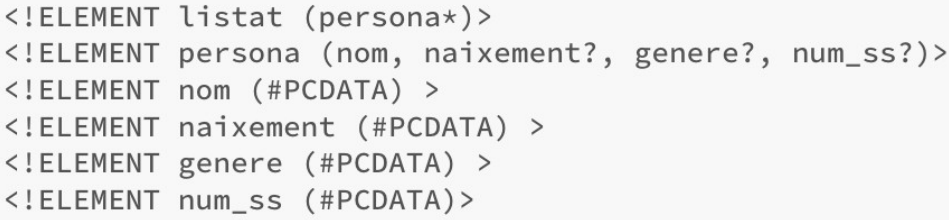 <!ELEMENT listat (persona*)>
<!ELEMENT persona (nom, naixement?, genere?, num_ss?)>
<!ELEMENT nom (#PCDATA) >
<!ELEMENT naixement (#PCDATA) >
<!ELEMENT genere (#PCDATA) >
<!ELEMENT num_ss (#PCDATA)>